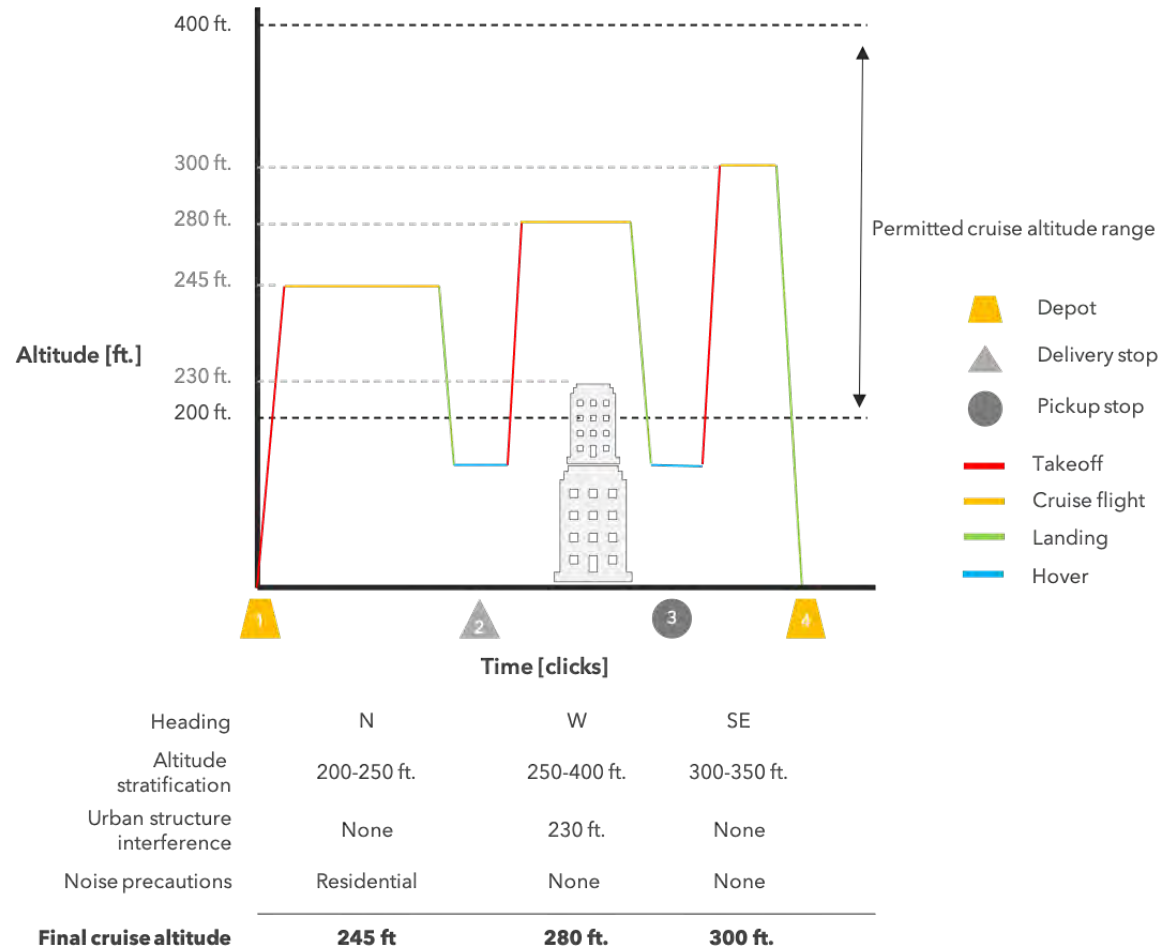 400 ft.
300 ft.
280 ft.
245 ft.
230 ft.
200 ft.
Altitude [ft.]
Permitted cruise altitude range
Depot
Delivery stop
Pickup stop
Takeoff
Cruise flight
Landing
Hover
1
2
3
4
Time [clicks]
Heading N W SE
Altitude
stratification 200-250 ft. 250-400 ft. 300-350 ft.
Urban structure
interference None 230 ft. None
Noise precautions Residential None None
Final cruise altitude 245 ft 280 ft. 300 ft.